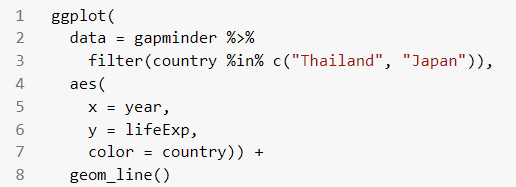 1 ggplot(
2   data = gapminder %>%
3     filter(country %in% c("Thailand", "Japan")),
4   aes(
5     x = year,
6     y = lifeExp,
7     color = country)) +
8   geom_line()